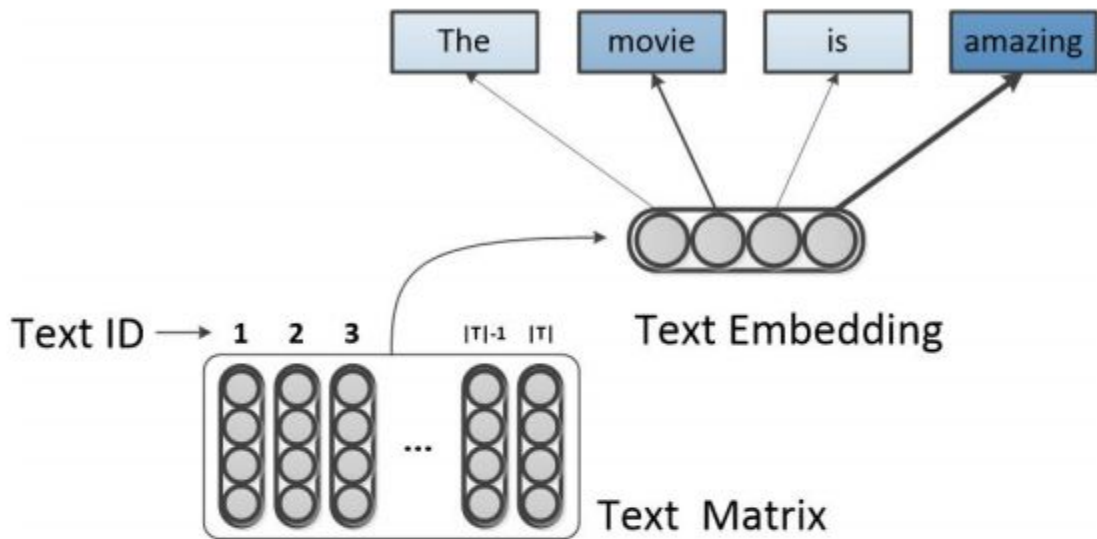 The movie is amazing
Text ID 1 2 3 |T|-1 |T|
Text Embedding
...
Text Matrix